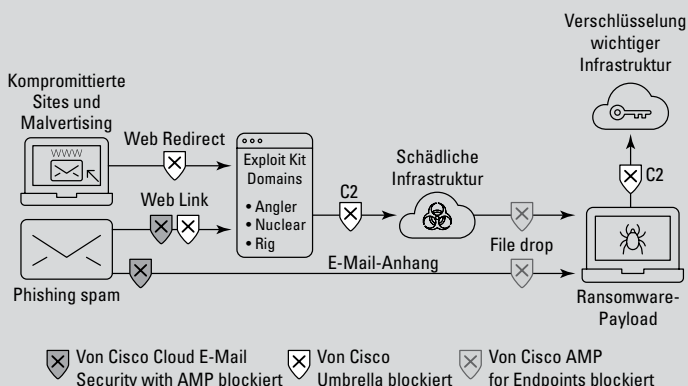 Verschlüsselung
wichtiger
Infrastruktur
Kompromittierte
Sites und
Malvertising
WWW
Web Redirect
Exploit Kit
Domains
• Angler
• Nuclear
• Rig
C2
Schädliche
Infrastruktur
C2
Web Link
File drop
E-Mail-Anhang
Phishing spam
Ransomware-
Payload
Von Cisco Cloud E-Mail
Security with AMP blockiert
Von Cisco
Umbrella blockiert
Von Cisco AMP
for Endpoints blockiert